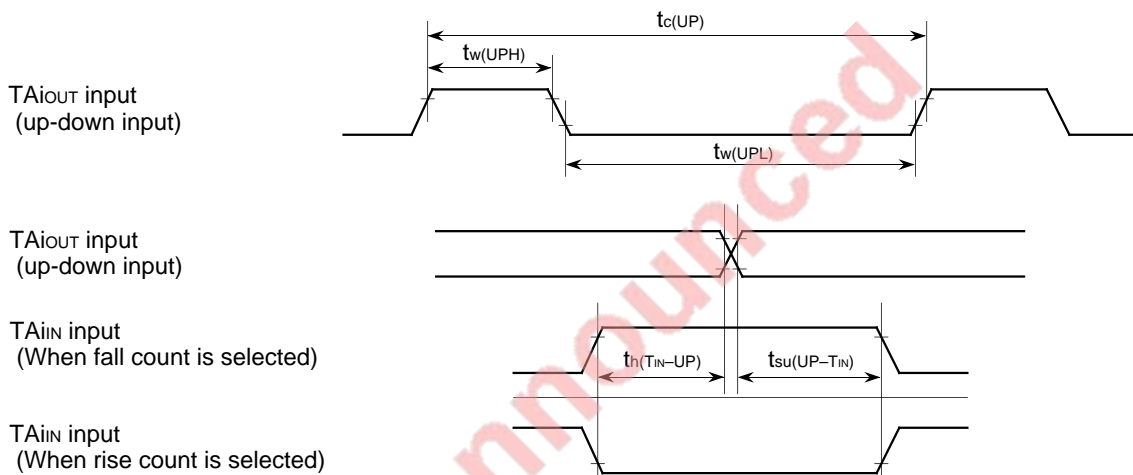 tc(UP)
tw(UPH)
TAiOUT input
(up-down input)
tw(UPL)
TAiOUT input
(up-down input)
TAiIN input
(When fall count is selected)
th(TIN–UP)
tsu(UP–TIN)
TAiIN input
(When rise count is selected)
nnounced